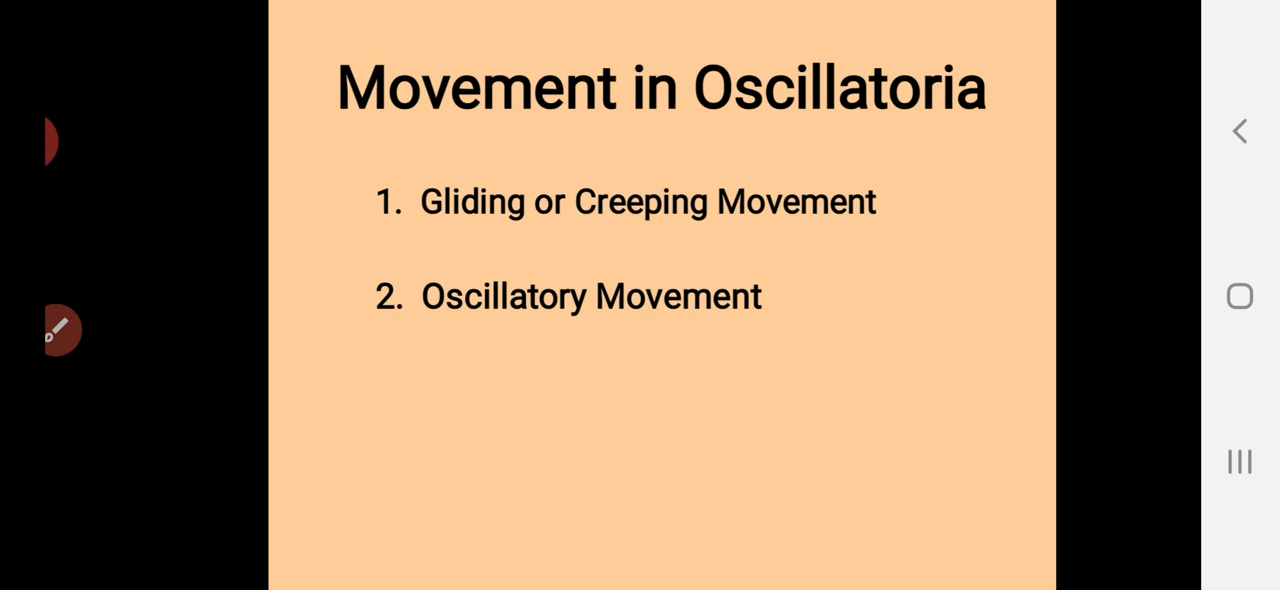 Movement in Oscillatoria
1. Gliding or Creeping Movement
2. Oscillatory Movement